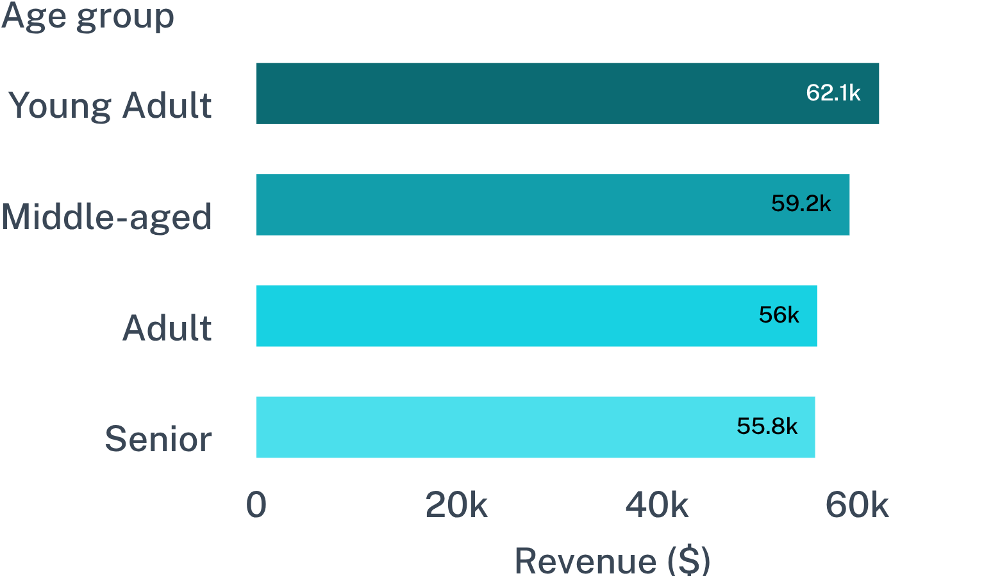 Age group
Young Adult
62.1k
Middle-aged
59.2k
Adult
56k
Senior
55.8k
0 20k 40k 60k
Revenue ($)